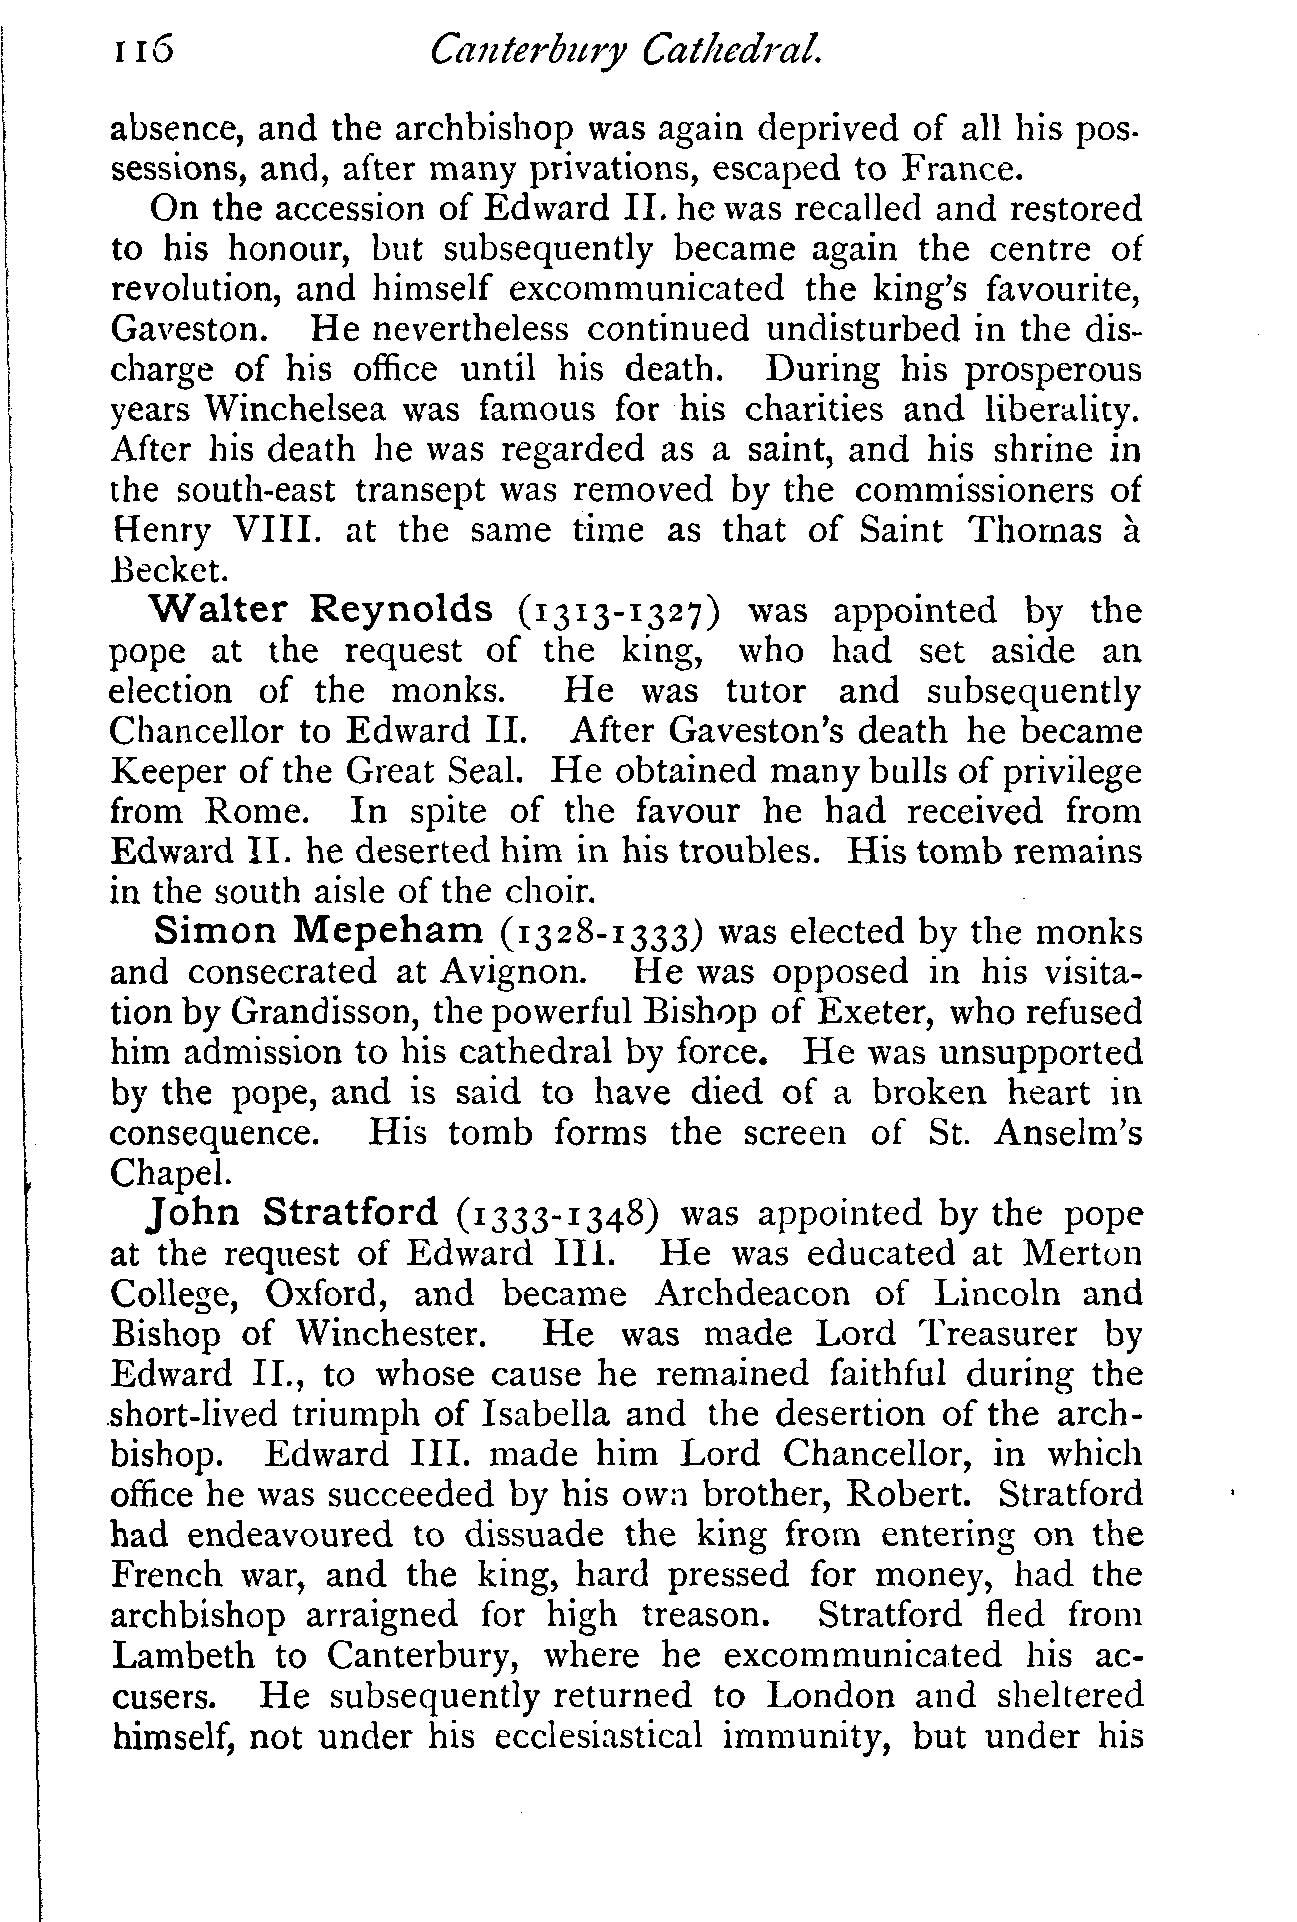 116 Canterbury Cathedral.
absence, and the archbishop was again deprived of all his pos-
sessions, and, after many privations, escaped to France.
On the accession of Edward II. he was recalled and restored
to his honour, but subsequently became again the centre of
revolution, and himself excommunicated the king's favourite,
Gaveston. He nevertheless continued undisturbed in the dis-
charge of his office until his death. During his prosperous
years Winchelsea was famous for his charities and liberality.
After his death he was regarded as a saint, and his shrine in
the south-east transept was removed by the commissioners of
Henry VIII. at the same time as that of Saint Thomas à
Becket.
Walter Reynolds (1313-1327) was appointed by the
pope at the request of the king, who had set aside an
election of the monks. He was tutor and subsequently
Chancellor to Edward II. After Gaveston's death he became
Keeper of the Great Seal. He obtained many bulls of privilege
from Rome. In spite of the favour he had received from
Edward II. he deserted him in his troubles. His tomb remains
in the south aisle of the choir.
Simon Mepeham (1328-1333) was elected by the monks
and consecrated at Avignon. He was opposed in his visita-
tion by Grandisson, the powerful Bishop of Exeter, who refused
him admission to his cathedral by force. He was unsupported
by the pope, and is said to have died of a broken heart in
consequence. His tomb forms the screen of St. Anselm's
Chapel.
John Stratford (1333-1348) was appointed by the pope
at the request of Edward III. He was educated at Merton
College, Oxford, and became Archdeacon of Lincoln and
Bishop of Winchester. He was made Lord Treasurer by
Edward II., to whose cause he remained faithful during the
short-lived triumph of Isabella and the desertion of the arch-
bishop. Edward III. made him Lord Chancellor, in which
office he was succeeded by his own brother, Robert. Stratford
had endeavoured to dissuade the king from entering on the
French war, and the king, hard pressed for money, had the
archbishop arraigned for high treason. Stratford fled from
Lambeth to Canterbury, where he excommunicated his ac-
cusers. He subsequently returned to London and sheltered
himself, not under his ecclesiastical immunity, but under his